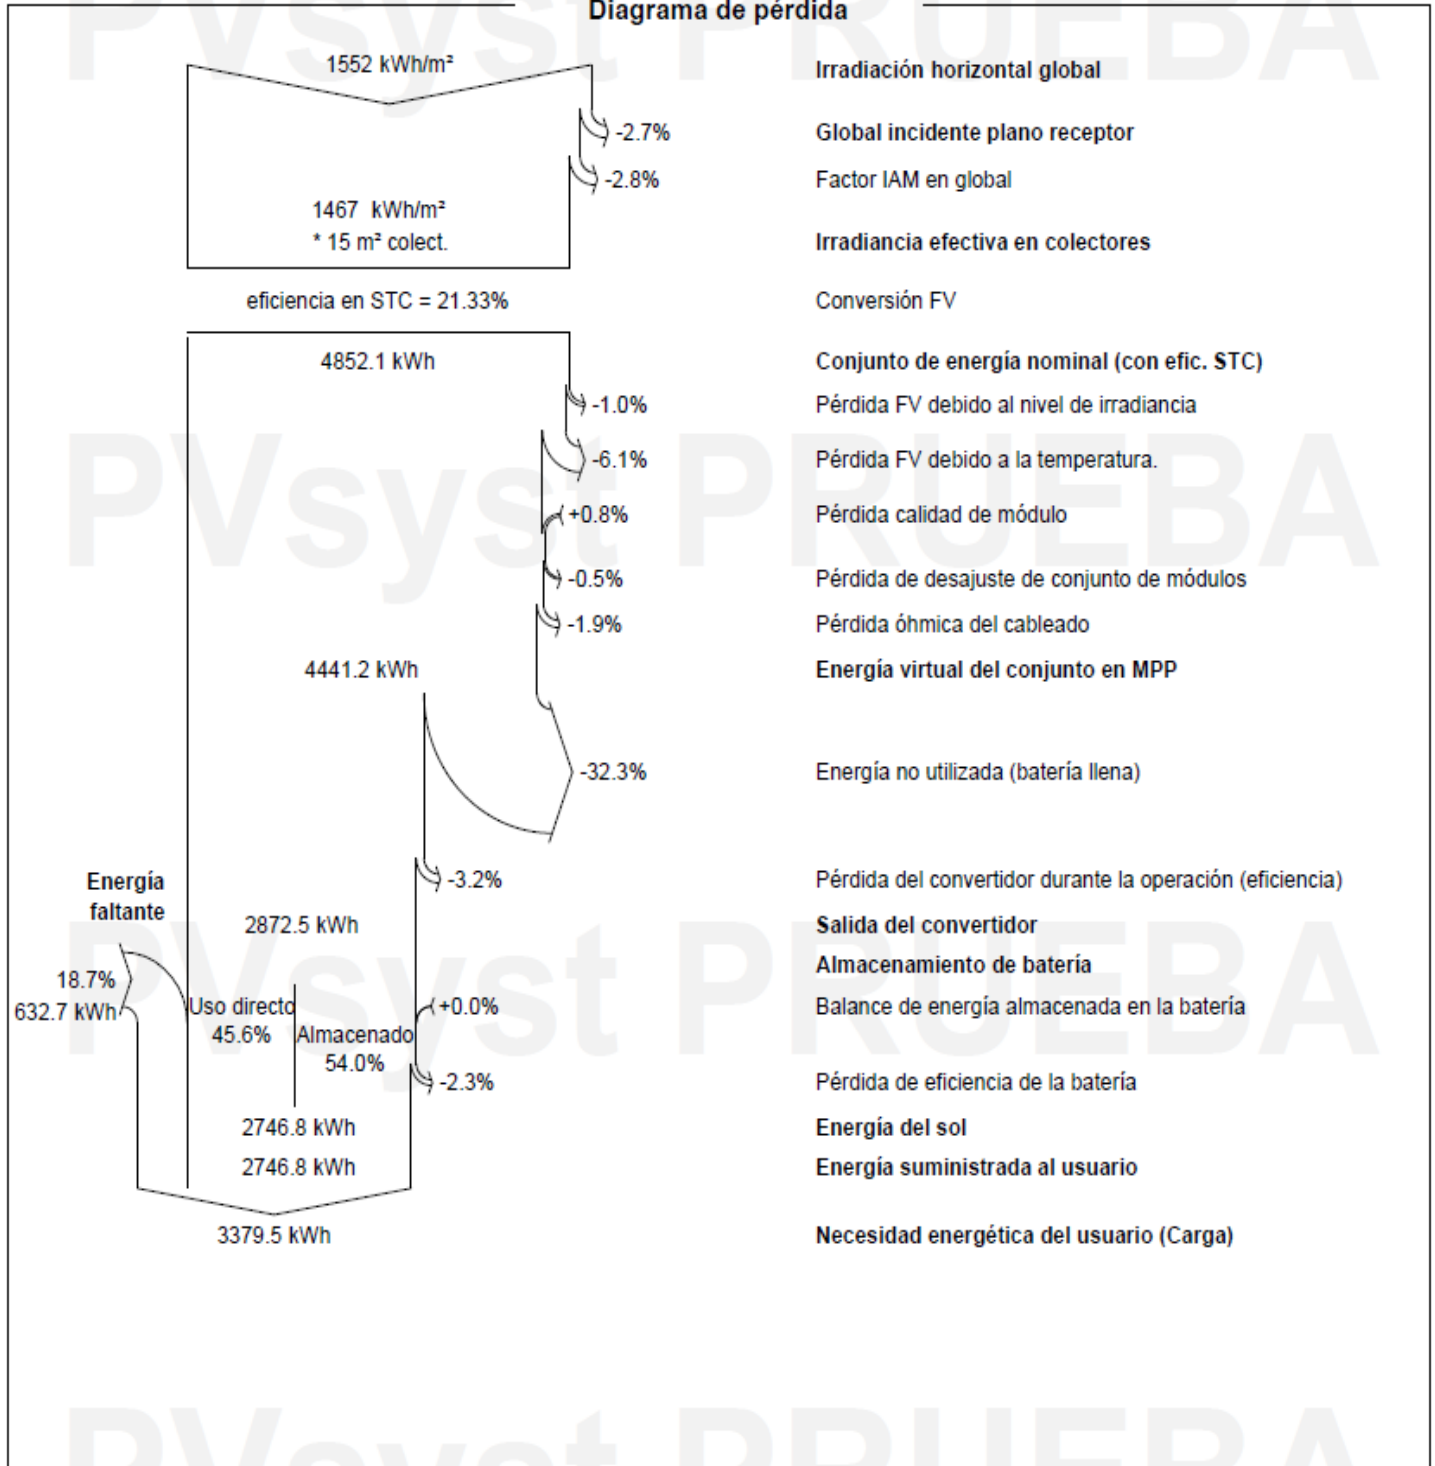 Diagrama de pérdida
1552 kWh/m²
Irradiación horizontal global
-2.7%
Global incidente plano receptor
-2.8%
Factor IAM en global
1467 kWh/m²
* 15 m² colect.
Irradiancia efectiva en colectores
eficiencia en STC = 21.33%
Conversión FV
4852.1 kWh
Conjunto de energía nominal (con efic. STC)
-1.0%
Pérdida FV debido al nivel de irradiancia
-6.1%
Pérdida FV debido a la temperatura.
+0.8%
Pérdida calidad de módulo
-0.5%
Pérdida de desajuste de conjunto de módulos
-1.9%
Pérdida óhmica del cableado
4441.2 kWh
Energía virtual del conjunto en MPP
-32.3%
Energía no utilizada (batería llena)
-3.2%
Pérdida del convertidor durante la operación (eficiencia)
Energía
faltante
2872.5 kWh
Salida del convertidor
Almacenamiento de batería
18.7%
632.7 kWh
Uso directo
45.6%
Almacenado
54.0%
+0.0%
Balance de energía almacenada en la batería
-2.3%
Pérdida de eficiencia de la batería
2746.8 kWh
Energía del sol
2746.8 kWh
Energía suministrada al usuario
3379.5 kWh
Necesidad energética del usuario (Carga)
PVsyst PRUEBA
PVsyst PRUEBA
PVsyst PRUEBA
PVsyst PRUEBA